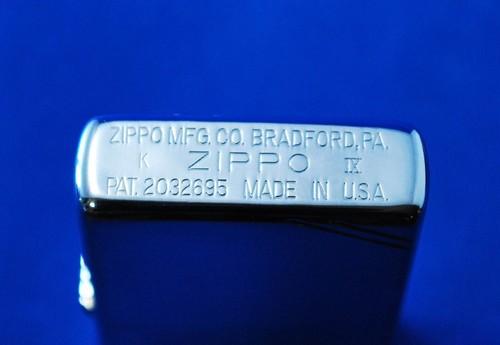 ZIPPO MFG. CO. BRADFORD, PA.
K ZIPPO IX
PAT. 2032695 MADE IN U.S.A.